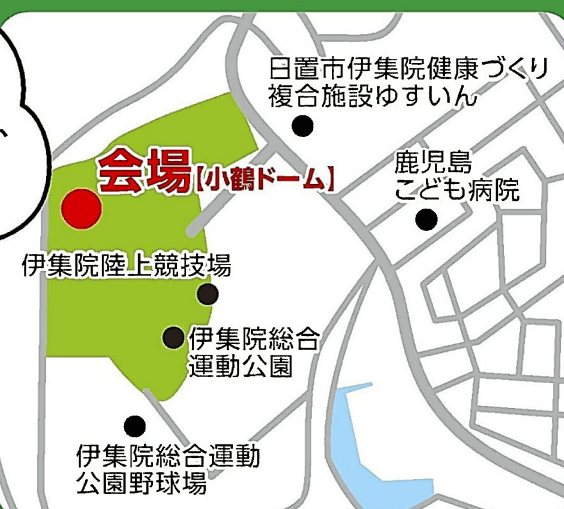 日置市伊集院健康づくり
複合施設ゆすいん
会場【小鶴ドーム】
鹿児島
こども病院
伊集院陸上競技場
伊集院総合
運動公園
伊集院総合運動
公園野球場